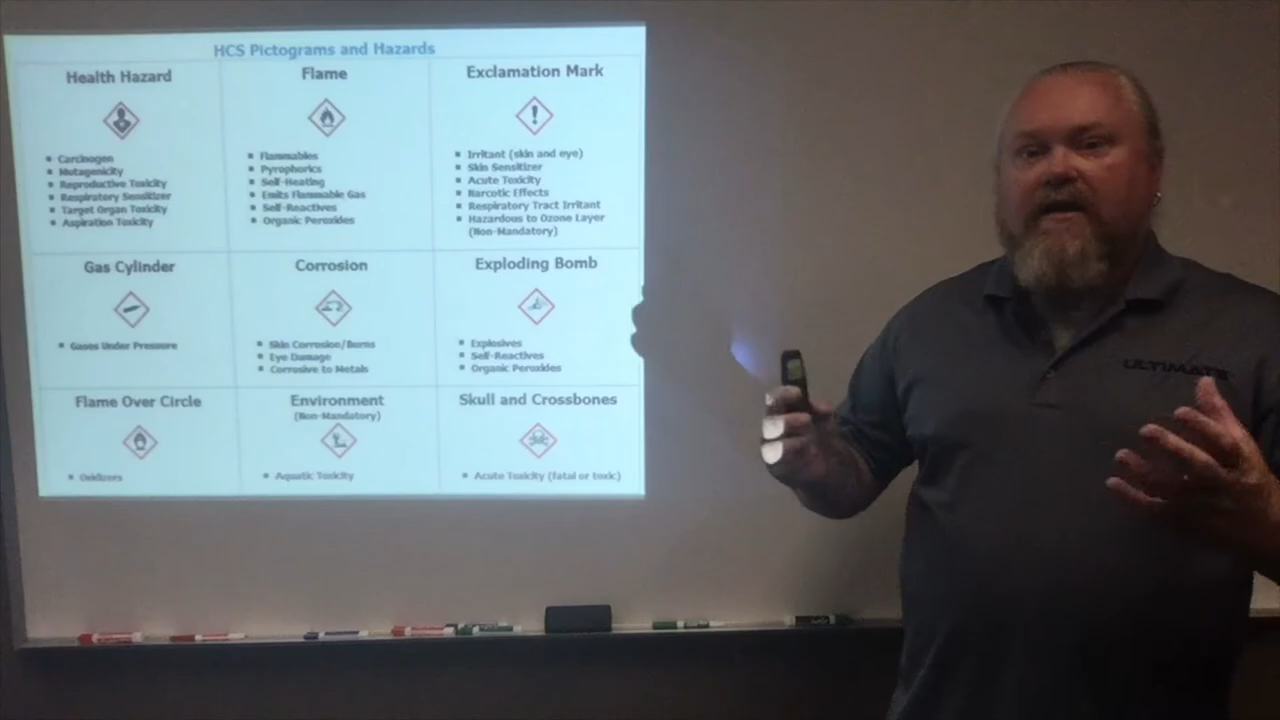 HCS Pictograms and Hazards
Health Hazard
Carcinogen
Mutagenicity
Reproductive Toxicity
Respiratory Sensitizer
Target Organ Toxicity
Aspiration Toxicity
Flame
Flammables
Pyrophorics
Self-Heating
Emits Flammable Gas
Self-Reactives
Organic Peroxides
Exclamation Mark
Irritant (skin and eye)
Skin Sensitizer
Acute Toxicity
Narcotic Effects
Respiratory Tract Irritant
Hazardous to Ozone Layer
(Non-Mandatory)
Gas Cylinder
Gases Under Pressure
Corrosion
Skin Corrosion/Burns
Eye Damage
Corrosive to Metals
Exploding Bomb
Explosives
Self-Reactives
Organic Peroxides
Flame Over Circle
Oxidizers
Environment
(Non-Mandatory)
Aquatic Toxicity
Skull and Crossbones
Acute Toxicity (fatal or toxic)
ULTIMATE